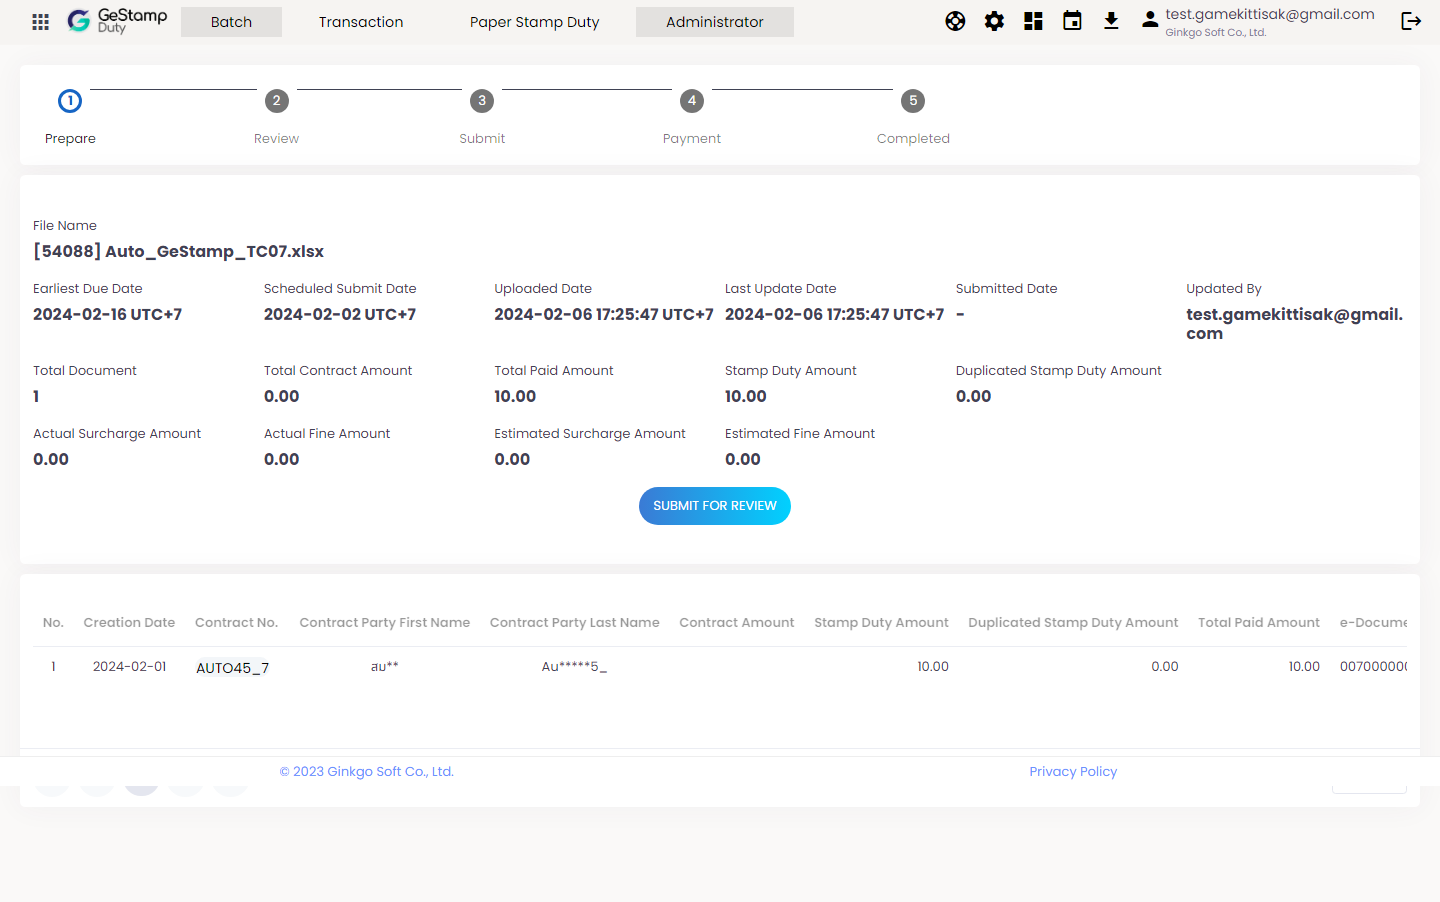 GeStamp
Duty
Batch
Transaction
Paper Stamp Duty
Administrator
test.gamekittisak@gmail.com
Ginkgo Soft Co., Ltd.
1
2
3
4
5
Prepare
Review
Submit
Payment
Completed
File Name
[54088] Auto_GeStamp_TC07.xlsx
Earliest Due Date
Scheduled Submit Date
Uploaded Date
Last Update Date
Submitted Date
Updated By
2024-02-16 UTC+7
2024-02-02 UTC+7
2024-02-06 17:25:47 UTC+7
2024-02-06 17:25:47 UTC+7
-
test.gamekittisak@gmail.
com
Total Document
Total Contract Amount
Total Paid Amount
Stamp Duty Amount
Duplicated Stamp Duty Amount
1
0.00
10.00
10.00
0.00
Actual Surcharge Amount
Actual Fine Amount
Estimated Surcharge Amount
Estimated Fine Amount
0.00
0.00
0.00
0.00
SUBMIT FOR REVIEW
No. Creation Date Contract No. Contract Party First Name Contract Party Last Name Contract Amount Stamp Duty Amount Duplicated Stamp Duty Amount Total Paid Amount e-Docume
1 2024-02-01 AUTO45_7 สม** Au*****5_ 10.00 0.00 10.00 007000000
© 2023 Ginkgo Soft Co., Ltd.
Privacy Policy